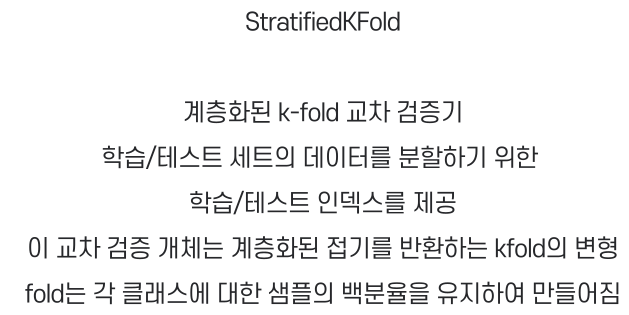 StratifiedKFold
계층화된 k-fold 교차 검증기
학습/테스트 세트의 데이터를 분할하기 위한
학습/테스트 인덱스를 제공
이 교차 검증 개체는 계층화된 접기를 반환하는 kfold의 변형
fold는 각 클래스에 대한 샘플의 백분율을 유지하여 만들어짐